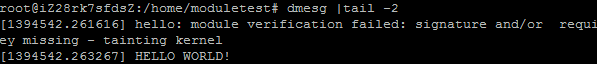 root@iZ28rk7sfdsZ:/home/moduletest# dmesg |tail -2
[1394542.261616] hello: module verification failed: signature and/or  requi
ey missing - tainting kernel
[1394542.263267] HELLO WORLD!